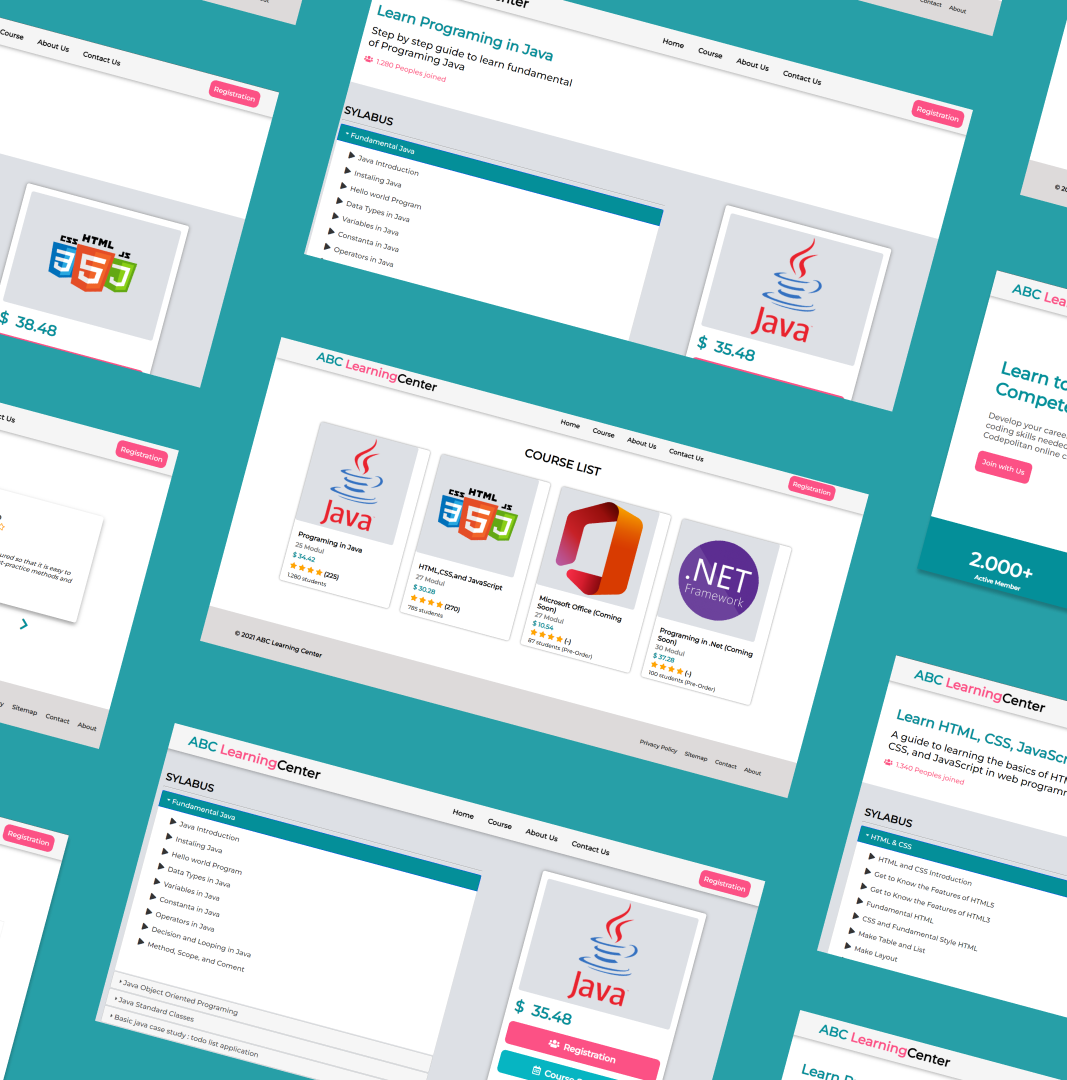 Contact About
Course About Us Contact Us
Registration
CSS HTML JS
$ 38.48
Center
Home Course About Us Contact Us
Registration
Learn Programing in Java
Step by step guide to learn fundamental
of Programing Java
1.280 Peoples joined
SYLABUS
Fundamental Java
Java Introduction
Instaling Java
Hello world Program
Data Types in Java
Variables in Java
Constanta in Java
Operators in Java
Java
$ 35.48
ABC Lea
Learn to
Compete
Develop your caree
coding skills needed
Codepolitan online c
Join with Us
2.000+
Active Member
ABC LearningCenter
Home Course About Us Contact Us
Registration
COURSE LIST
Java
Programing in Java
25 Modul
$ 34.42
(225)
1.280 students
CSS HTML JS
HTML,CSS,and JavaScript
27 Modul
$ 30.28
(270)
785 students
Microsoft Office (Coming
Soon)
27 Modul
$ 10.54
(-)
87 students (Pre-Order)
.NET
Framework
Programing in .Net (Coming
Soon)
30 Modul
$ 37.28
(-)
100 students (Pre-Order)
© 2021 ABC Learning Center
Privacy Policy Sitemap Contact About
ct Us
Registration
ured so that it is easy to
t-practice methods and
y Sitemap Contact About
Registration
ABC LearningCenter
Home Course About Us Contact Us
Registration
SYLABUS
Fundamental Java
Java Introduction
Instaling Java
Hello world Program
Data Types in Java
Variables in Java
Constanta in Java
Operators in Java
Decision and Looping in Java
Method, Scope, and Coment
Java Object Oriented Programing
Java Standard Classes
Basic java case study : todo list application
Java
$ 35.48
Registration
Course
ABC LearningCenter
Learn HTML, CSS, JavaScr
A guide to learning the basics of HTM
CSS, and JavaScript in web programm
1.340 Peoples joined
SYLABUS
HTML & CSS
HTML and CSS Introduction
Get to Know the Features of HTML5
Get to Know the Features of HTML3
Fundamental HTML
CSS and Fundamental Style HTML
Make Table and List
Make Layout
ABC LearningCenter
Learn P